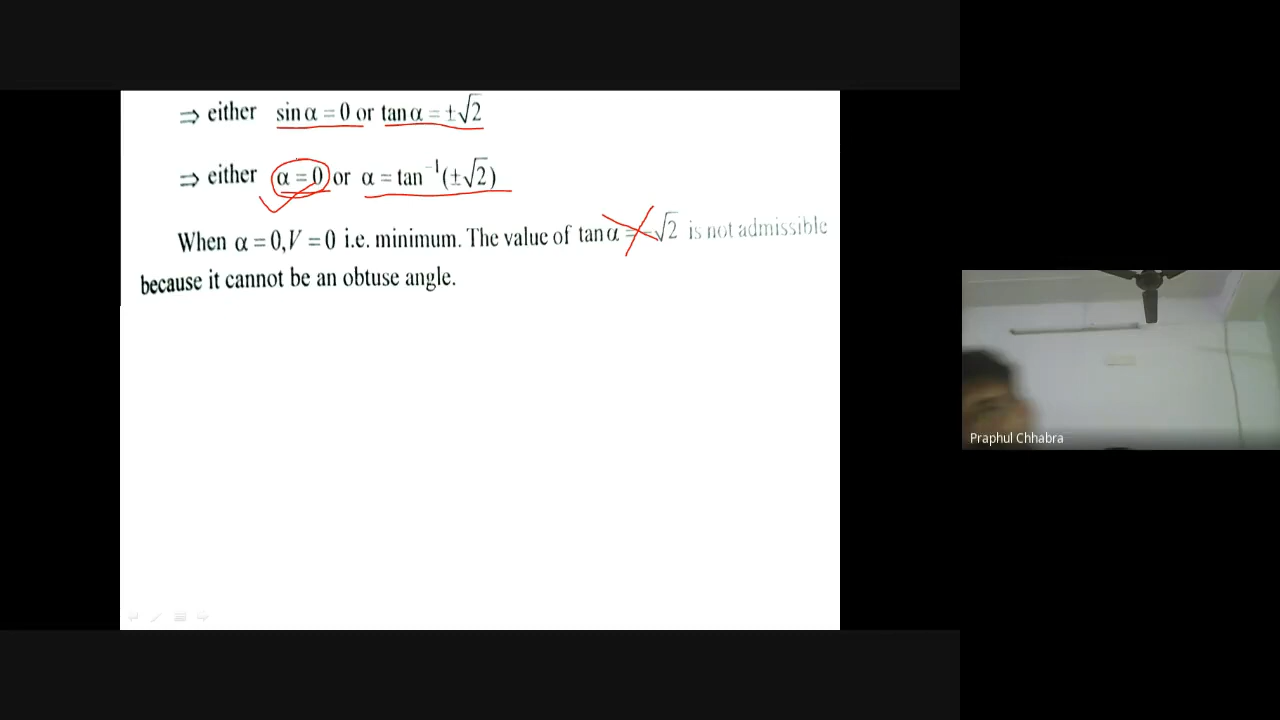 ⇒ either sin α = 0 or tan α = ±√2
⇒ either α = 0 or α = tan⁻¹(±√2)
When α = 0, V = 0 i.e. minimum. The value of tan α = –√2 is not admissible
because it cannot be an obtuse angle.
Praphul Chhabra